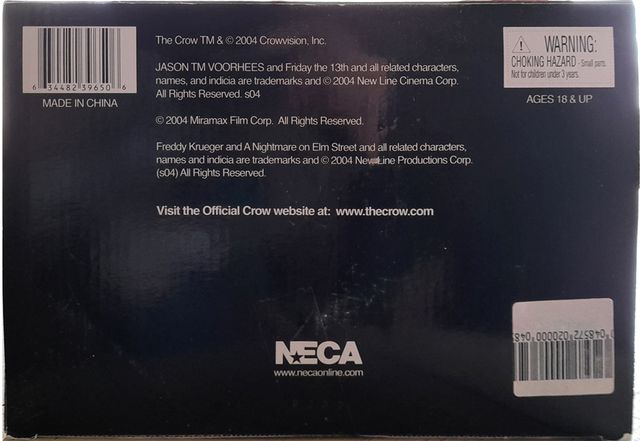 6 34482 39650 6
MADE IN CHINA
The Crow TM & © 2004 Crowvision, Inc.
JASON TM VOORHEES and Friday the 13th and all related characters,
names, and indicia are trademarks and © 2004 New Line Cinema Corp.
All Rights Reserved. s04
© 2004 Miramax Film Corp. All Rights Reserved.
Freddy Krueger and A Nightmare on Elm Street and all related characters,
names and indicia are trademarks and © 2004 New Line Productions Corp.
(s04) All Rights Reserved.
Visit the Official Crow website at: www.thecrow.com
WARNING:
CHOKING HAZARD - Small parts.
Not for children under 3 years.
AGES 18 & UP
NECA
www.necaonline.com